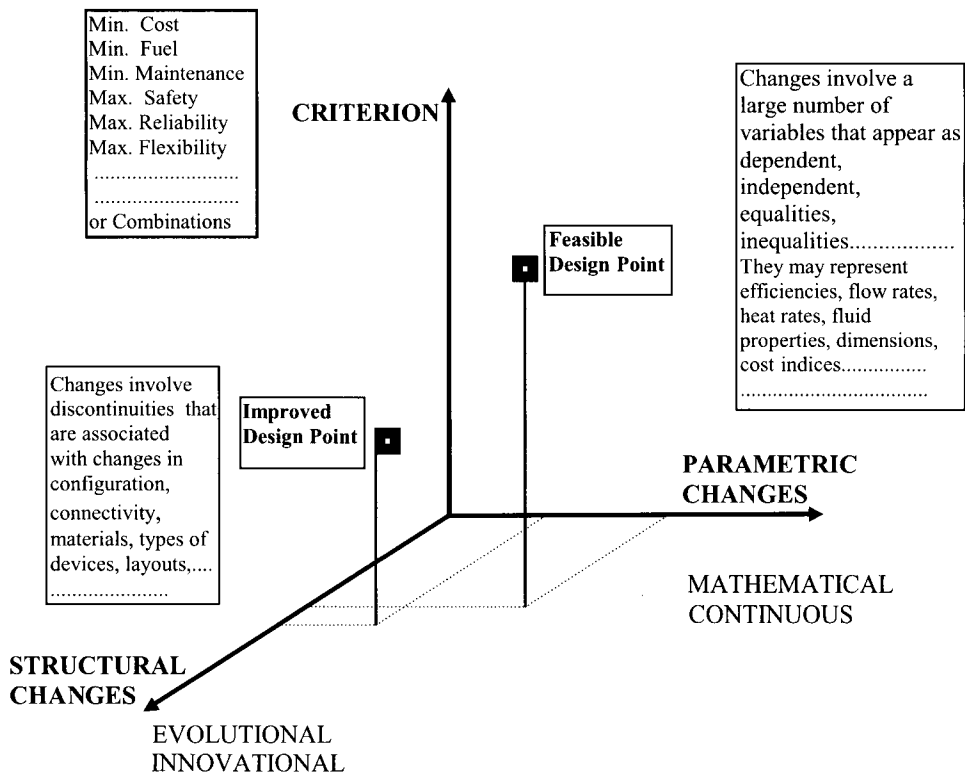 Min. Cost
Min. Fuel
Min. Maintenance
Max. Safety
Max. Reliability
Max. Flexibility
............................
............................
or Combinations
CRITERION
Changes involve a
large number of
variables that appear as
dependent,
independent,
equalities,
inequalities..................
They may represent
efficiencies, flow rates,
heat rates, fluid
properties, dimensions,
cost indices................
...................................
Feasible
Design Point
Changes involve
discontinuities that
are associated
with changes in
configuration,
connectivity,
materials, types of
devices, layouts,....
......................
Improved
Design Point
PARAMETRIC
CHANGES
MATHEMATICAL
CONTINUOUS
STRUCTURAL
CHANGES
EVOLUTIONAL
INNOVATIONAL